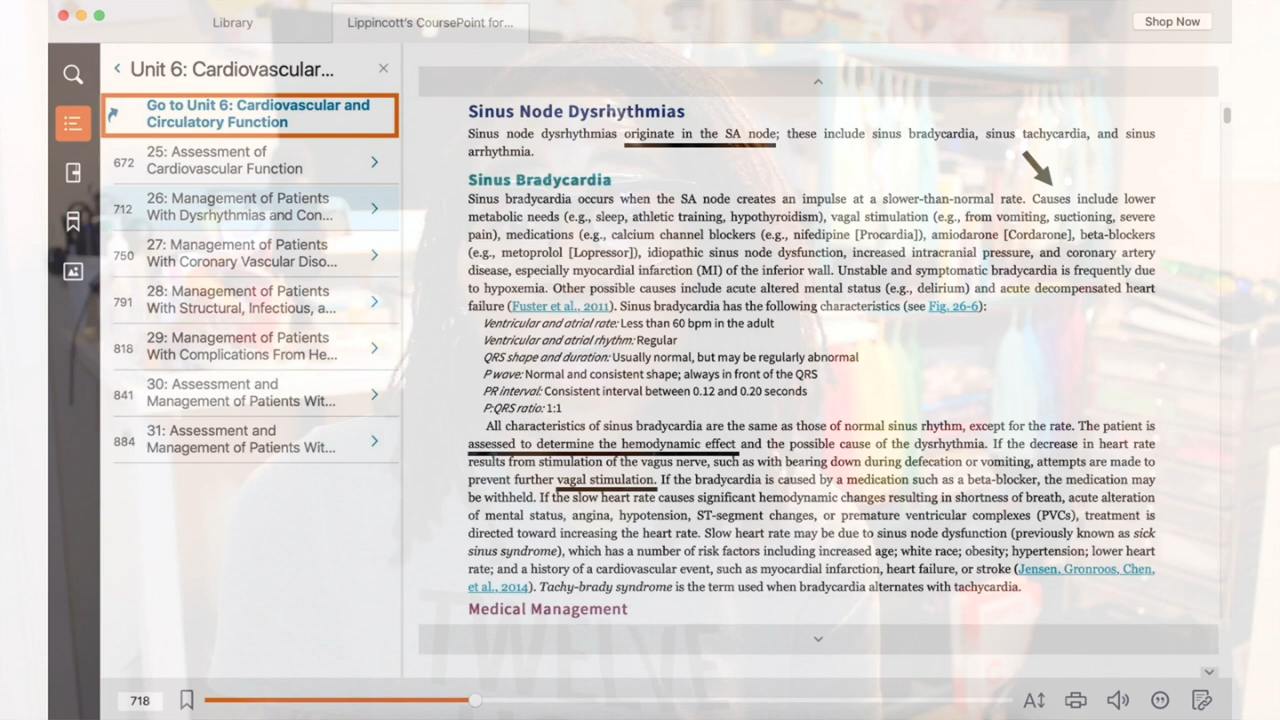 Library
Lippincott's CoursePoint for...
Shop Now
Unit 6: Cardiovascular...
Go to Unit 6: Cardiovascular and
Circulatory Function
672 25: Assessment of
Cardiovascular Function
712 26: Management of Patients
With Dysrhythmias and Con...
750 27: Management of Patients
With Coronary Vascular Diso...
791 28: Management of Patients
With Structural, Infectious, a...
818 29: Management of Patients
With Complications From He...
841 30: Assessment and
Management of Patients Wit...
884 31: Assessment and
Management of Patients Wit...
Sinus Node Dysrhythmias
Sinus node dysrhythmias originate in the SA node; these include sinus bradycardia, sinus tachycardia, and sinus
arrhythmia.
Sinus Bradycardia
Sinus bradycardia occurs when the SA node creates an impulse at a slower-than-normal rate. Causes include lower
metabolic needs (e.g., sleep, athletic training, hypothyroidism), vagal stimulation (e.g., from vomiting, suctioning, severe
pain), medications (e.g., calcium channel blockers (e.g., nifedipine [Procardia]), amiodarone [Cordarone], beta-blockers
(e.g., metoprolol [Lopressor]), idiopathic sinus node dysfunction, increased intracranial pressure, and coronary artery
disease, especially myocardial infarction (MI) of the inferior wall. Unstable and symptomatic bradycardia is frequently due
to hypoxemia. Other possible causes include acute altered mental status (e.g., delirium) and acute decompensated heart
failure (Fuster et al., 2011). Sinus bradycardia has the following characteristics (see Fig. 26-6):
Ventricular and atrial rate: Less than 60 bpm in the adult
Ventricular and atrial rhythm: Regular
QRS shape and duration: Usually normal, but may be regularly abnormal
P wave: Normal and consistent shape; always in front of the QRS
PR interval: Consistent interval between 0.12 and 0.20 seconds
P:QRS ratio: 1:1
All characteristics of sinus bradycardia are the same as those of normal sinus rhythm, except for the rate. The patient is
assessed to determine the hemodynamic effect and the possible cause of the dysrhythmia. If the decrease in heart rate
results from stimulation of the vagus nerve, such as with bearing down during defecation or vomiting, attempts are made to
prevent further vagal stimulation. If the bradycardia is caused by a medication such as a beta-blocker, the medication may
be withheld. If the slow heart rate causes significant hemodynamic changes resulting in shortness of breath, acute alteration
of mental status, angina, hypotension, ST-segment changes, or premature ventricular complexes (PVCs), treatment is
directed toward increasing the heart rate. Slow heart rate may be due to sinus node dysfunction (previously known as sick
sinus syndrome), which has a number of risk factors including increased age; white race; obesity; hypertension; lower heart
rate; and a history of a cardiovascular event, such as myocardial infarction, heart failure, or stroke (Jensen, Gronroos, Chen,
et al., 2014). Tachy-brady syndrome is the term used when bradycardia alternates with tachycardia.
Medical Management
TWELVE
718